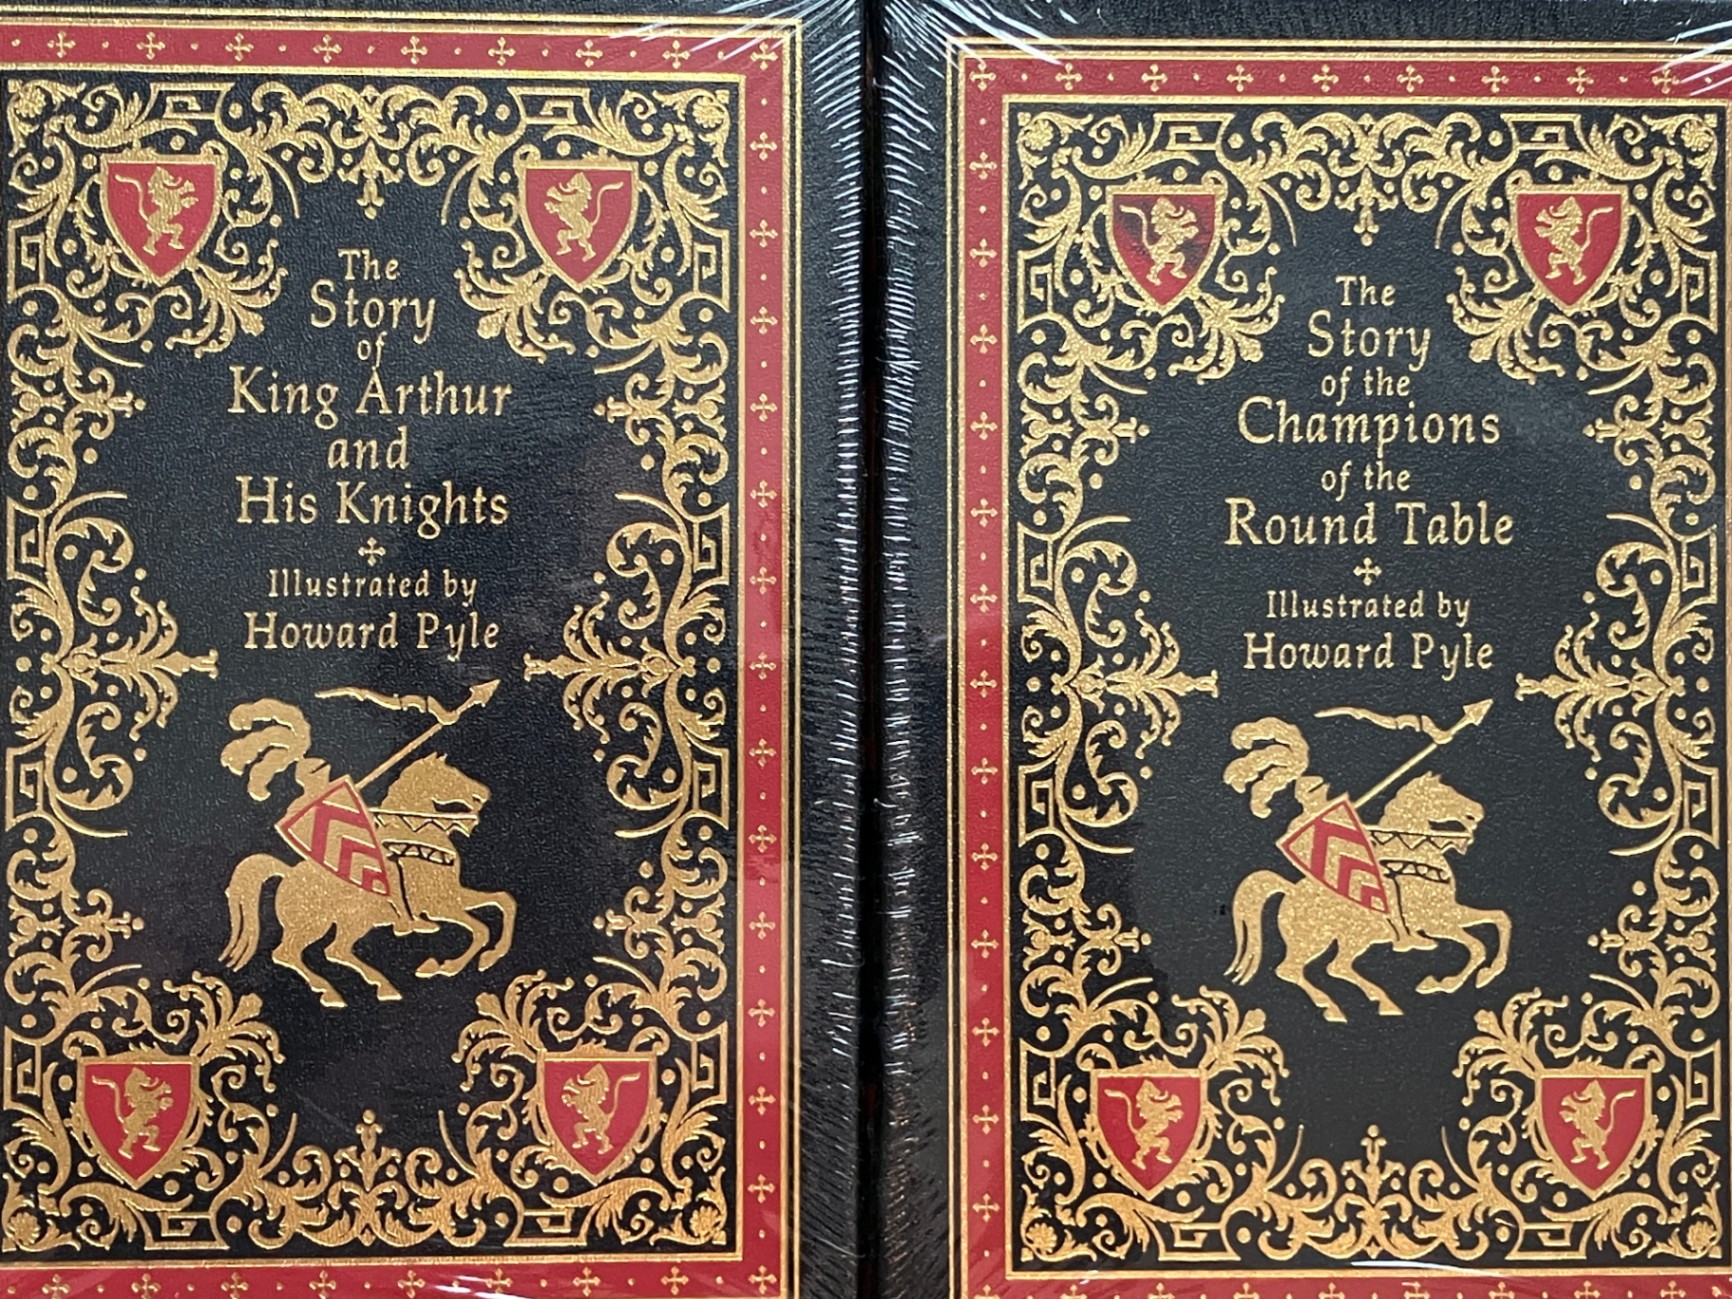 The
Story
of
King Arthur
and
His Knights
Illustrated by
Howard Pyle
The
Story
of the
Champions
of the
Round Table
Illustrated by
Howard Pyle